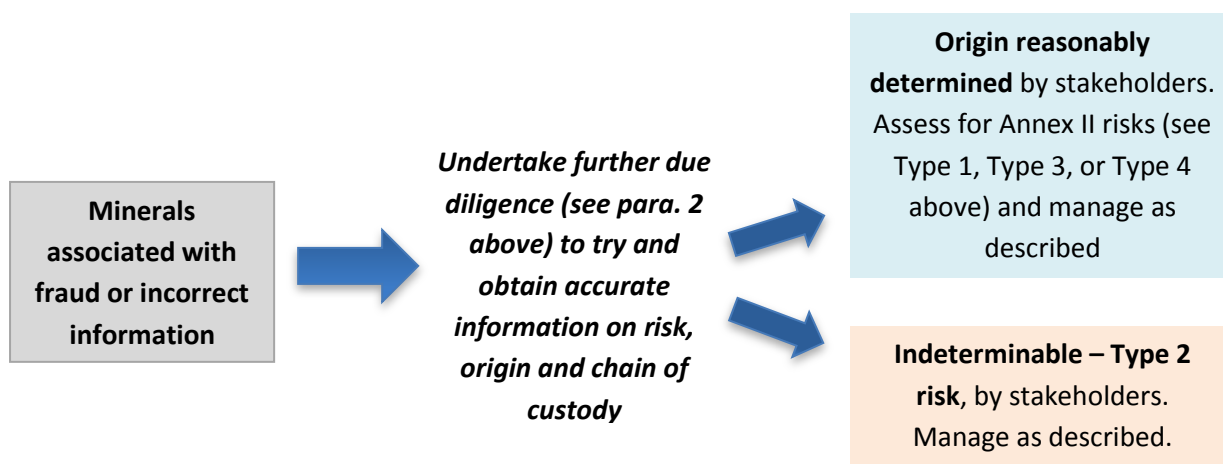 Minerals
associated with
fraud or incorrect
information
Undertake further due
diligence (see para. 2
above) to try and
obtain accurate
information on risk,
origin and chain of
custody
Origin reasonably
determined by stakeholders.
Assess for Annex II risks (see
Type 1, Type 3, or Type 4
above) and manage as
described
Indeterminable – Type 2
risk, by stakeholders.
Manage as described.